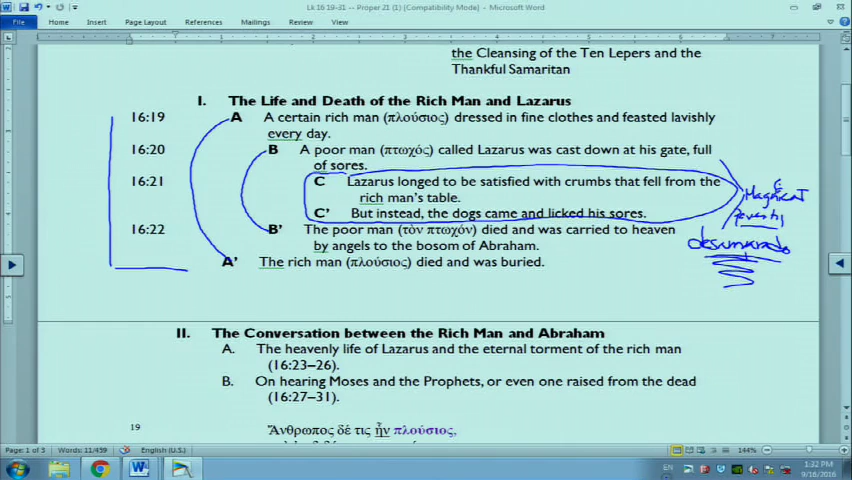 Lk 16 19-31 -- Proper 21 (1) [Compatibility Mode] - Microsoft Word
File Home Insert Page Layout References Mailings Review View
the Cleansing of the Ten Lepers and the
Thankful Samaritan
I. The Life and Death of the Rich Man and Lazarus
16:19 A A certain rich man (πλούσιος) dressed in fine clothes and feasted lavishly
every day.
16:20 B A poor man (πτωχός) called Lazarus was cast down at his gate, full
of sores.
16:21 C Lazarus longed to be satisfied with crumbs that fell from the
rich man's table.
Magnificat
C' But instead, the dogs came and licked his sores.
16:22 B' The poor man (τὸν πτωχόν) died and was carried to heaven
by angels to the bosom of Abraham.
A' The rich man (πλούσιος) died and was buried.
II. The Conversation between the Rich Man and Abraham
A. The heavenly life of Lazarus and the eternal torment of the rich man
(16:23–26).
B. On hearing Moses and the Prophets, or even one raised from the dead
(16:27–31).
19 Ἄνθρωπος δέ τις ἦν πλούσιος,
Page: 1 of 3 Words: 11/459 English (U.S.) 144%
EN 1:32 PM
9/16/2016